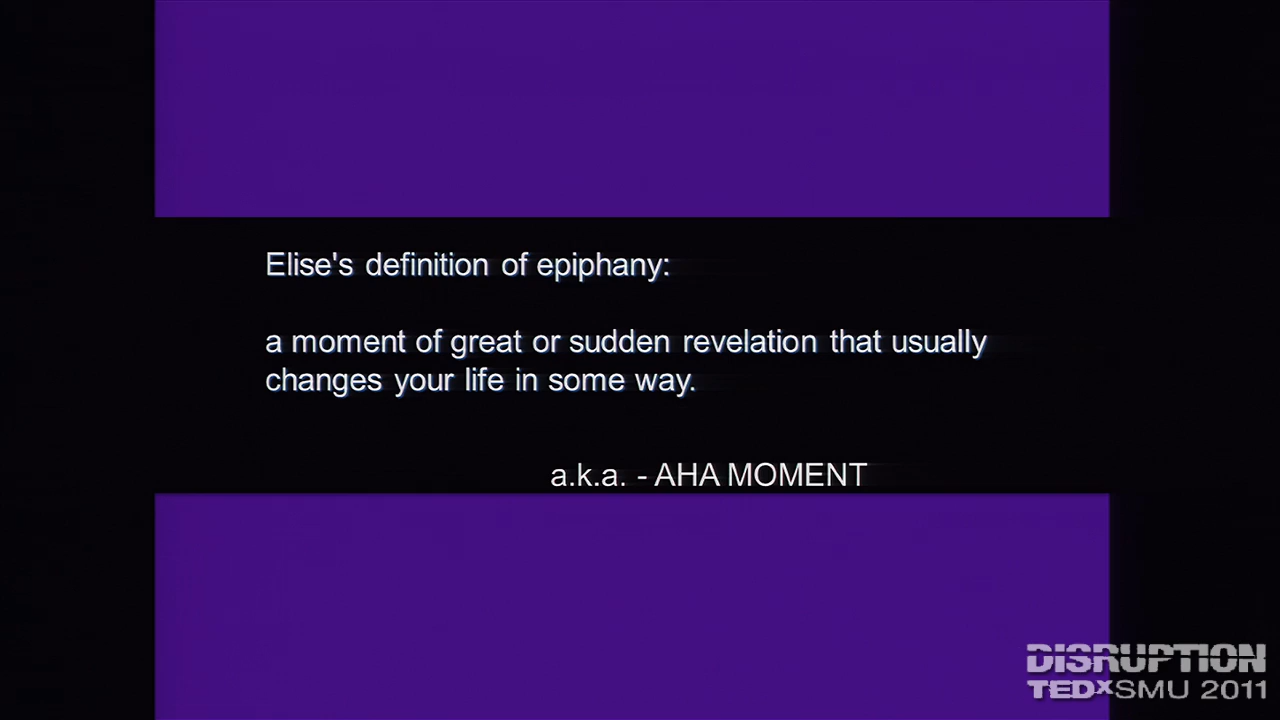 Elise's definition of epiphany:
a moment of great or sudden revelation that usually
changes your life in some way.
a.k.a. - AHA MOMENT
DISRUPTION
TEDxSMU 2011